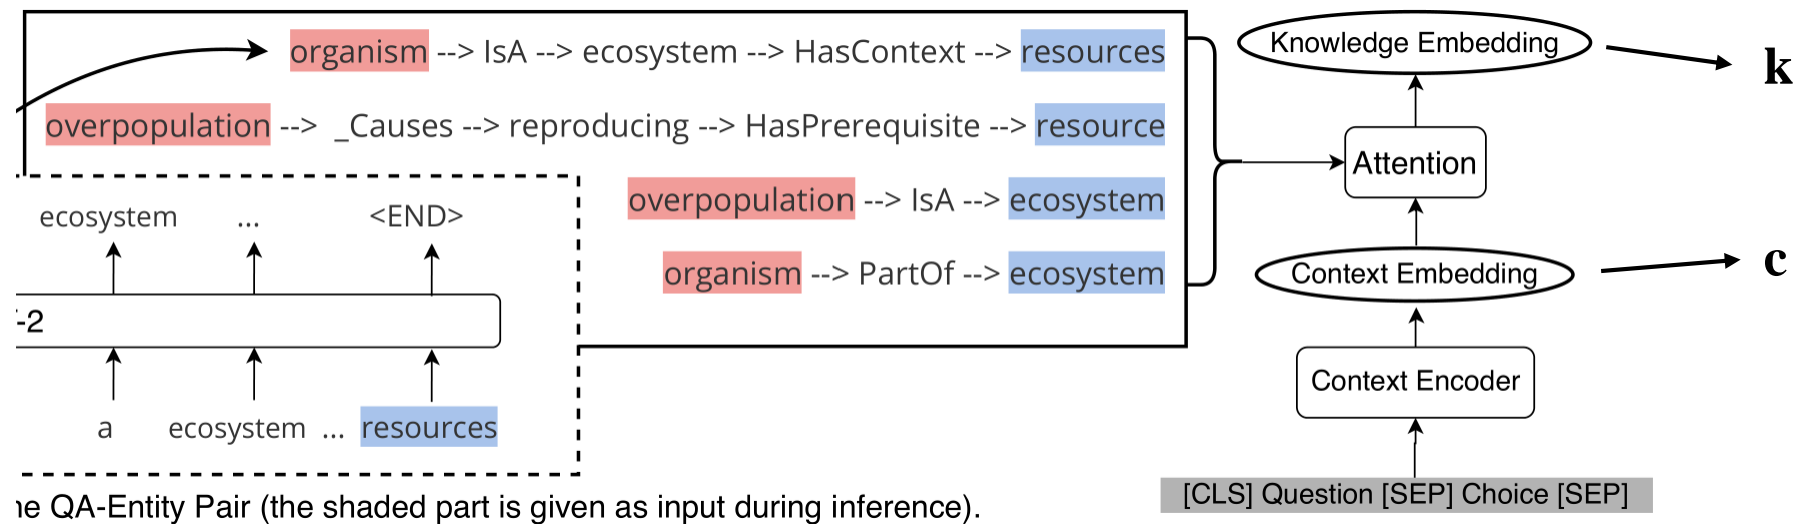 organism --> IsA --> ecosystem --> HasContext --> resources
overpopulation --> _Causes --> reproducing --> HasPrerequisite --> resource
overpopulation --> IsA --> ecosystem
organism --> PartOf --> ecosystem
ecosystem ... <END>
-2
a ecosystem ... resources
QA-Entity Pair (the shaded part is given as input during inference).
Knowledge Embedding
k
Attention
Context Embedding
c
Context Encoder
[CLS] Question [SEP] Choice [SEP]